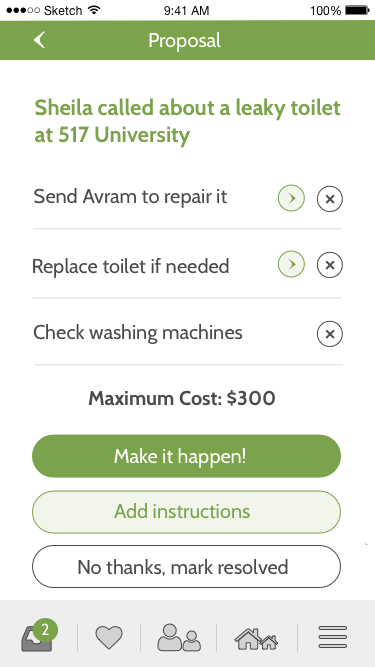 Sketch 9:41 AM 100%
Proposal
Sheila called about a leaky toilet
at 517 University
Send Avram to repair it
Replace toilet if needed
Check washing machines
Maximum Cost: $300
Make it happen!
Add instructions
No thanks, mark resolved
2